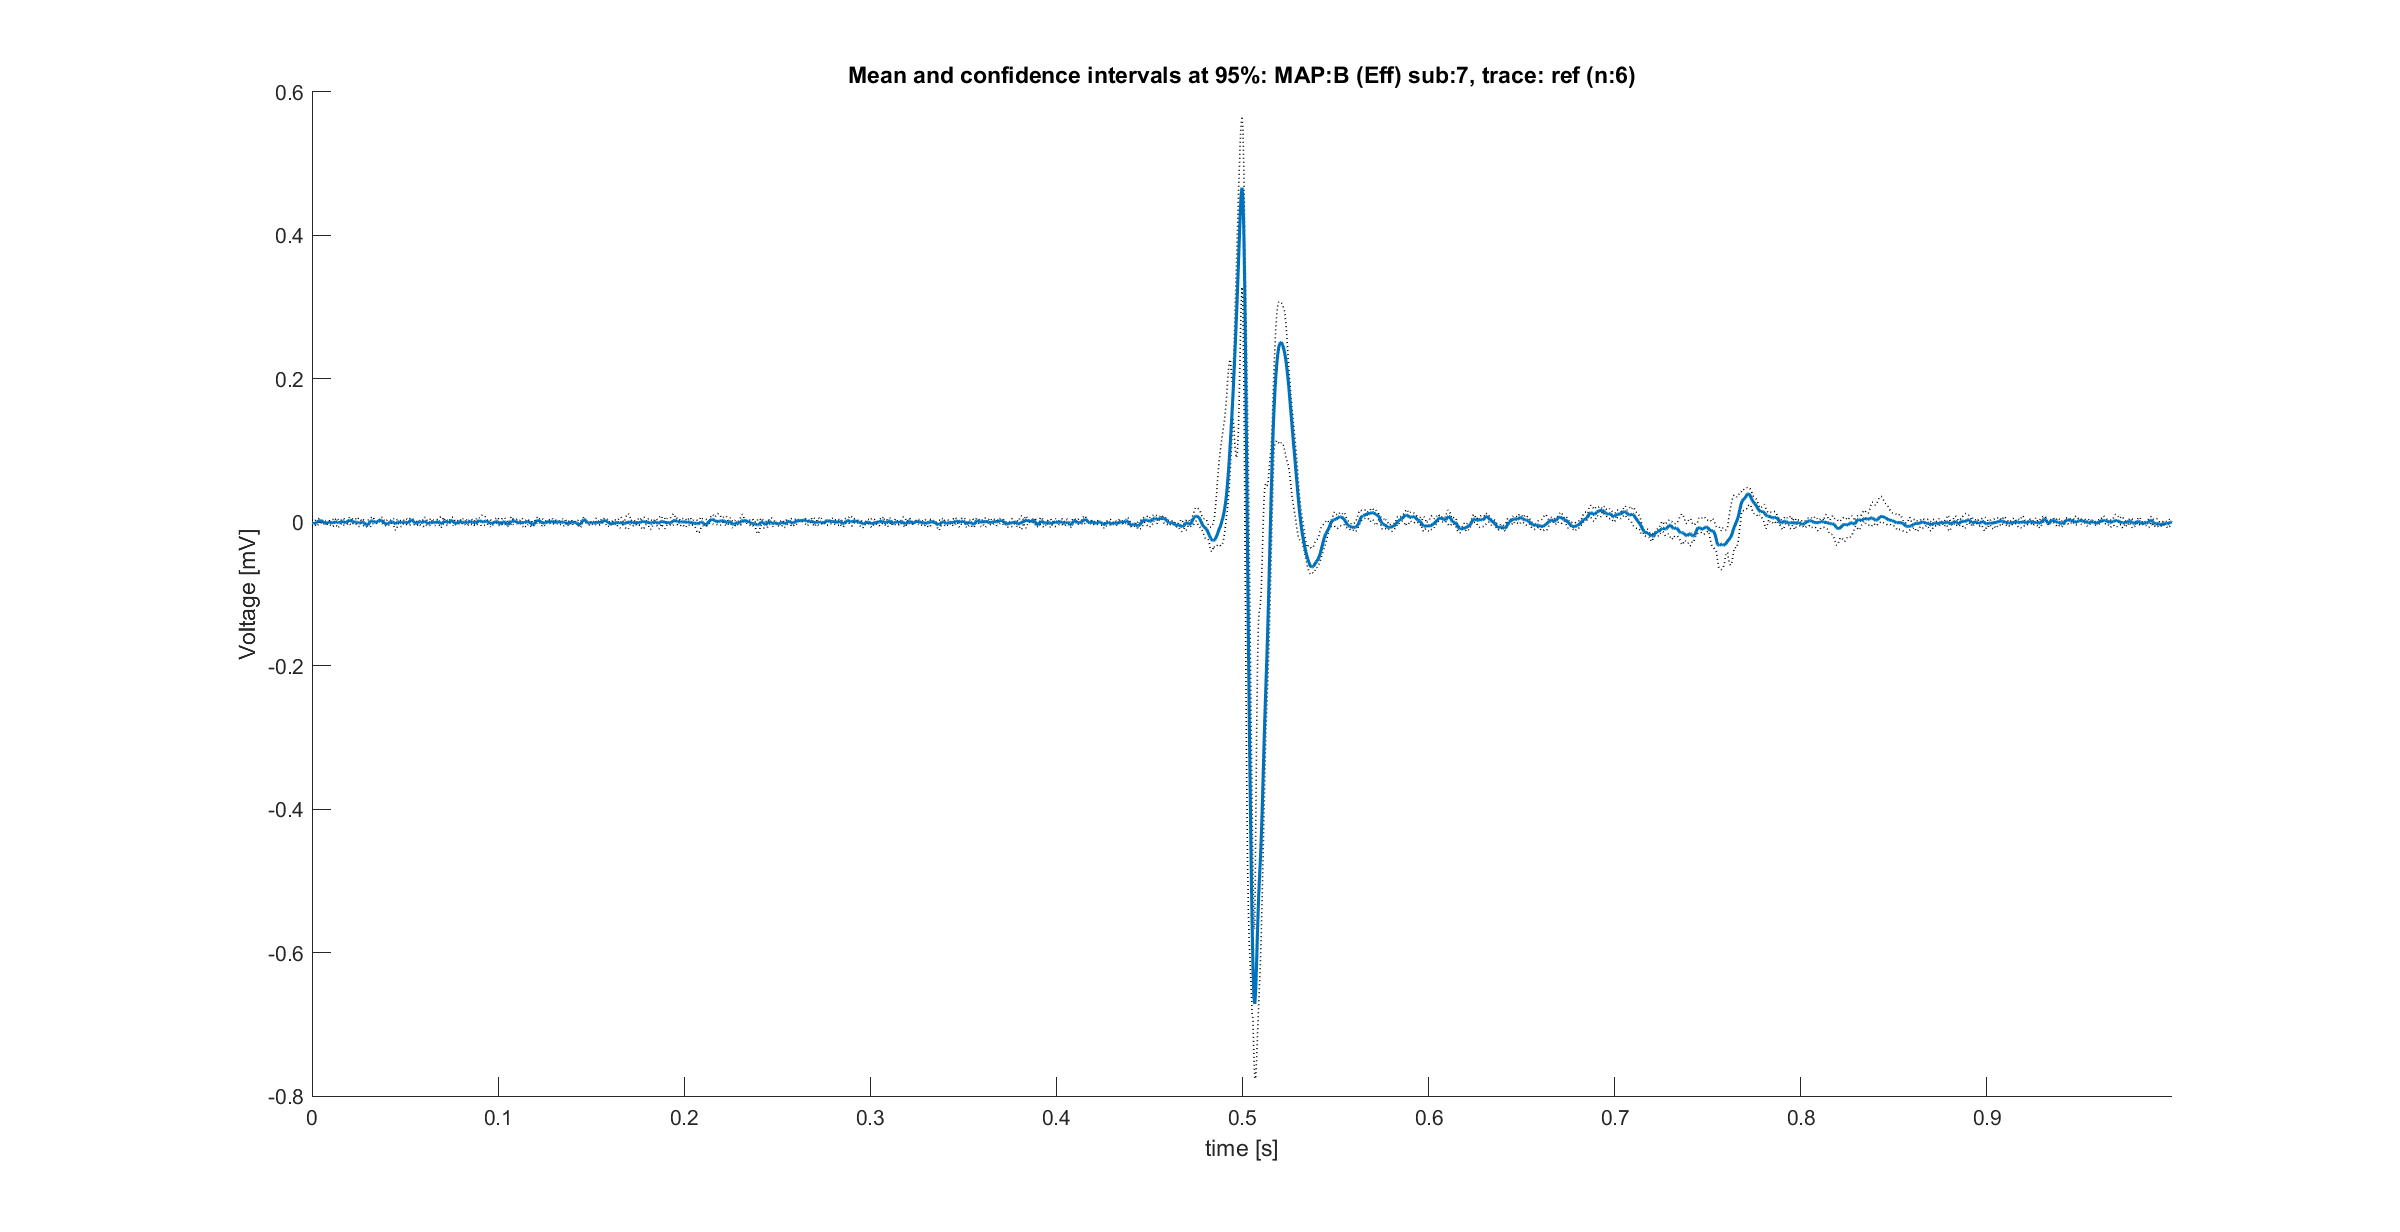 Mean and confidence intervals at 95%: MAP:B (Eff) sub:7, trace: ref (n:6)
0.6
0.4
0.2
0
-0.2
-0.4
-0.6
-0.8
Voltage [mV]
0 0.1 0.2 0.3 0.4 0.5 0.6 0.7 0.8 0.9
time [s]